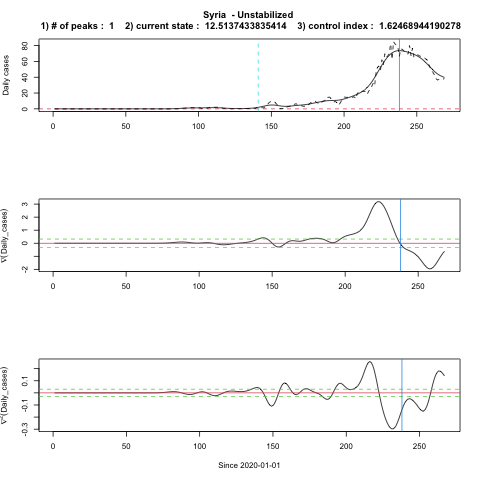 Syria - Unstabilized
1) # of peaks : 1 2) current state : 12.5137433835414 3) control index : 1.62468944190278
Daily cases
80
60
40
20
0
0 50 100 150 200 250
∇(Daily_cases)
3
2
1
0
-2
0 50 100 150 200 250
∇²(Daily_cases)
0.1
-0.1
-0.3
0 50 100 150 200 250
Since 2020-01-01